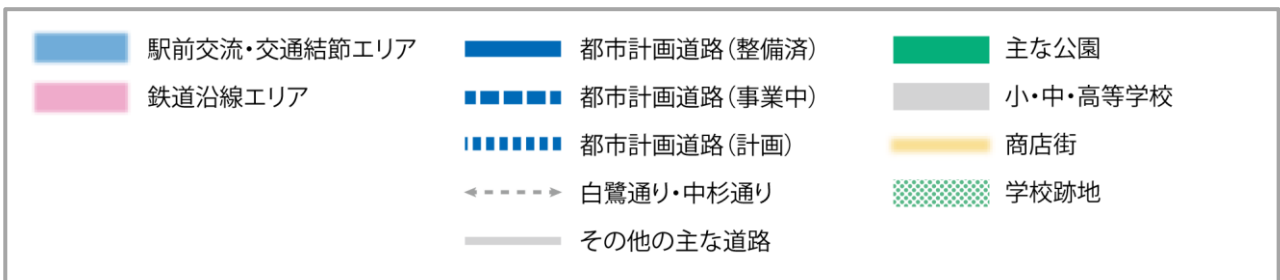 駅前交流・交通結節エリア
鉄道沿線エリア
都市計画道路（整備済）
都市計画道路（事業中）
都市計画道路（計画）
白鷺通り・中杉通り
その他の主な道路
主な公園
小・中・高等学校
商店街
学校跡地